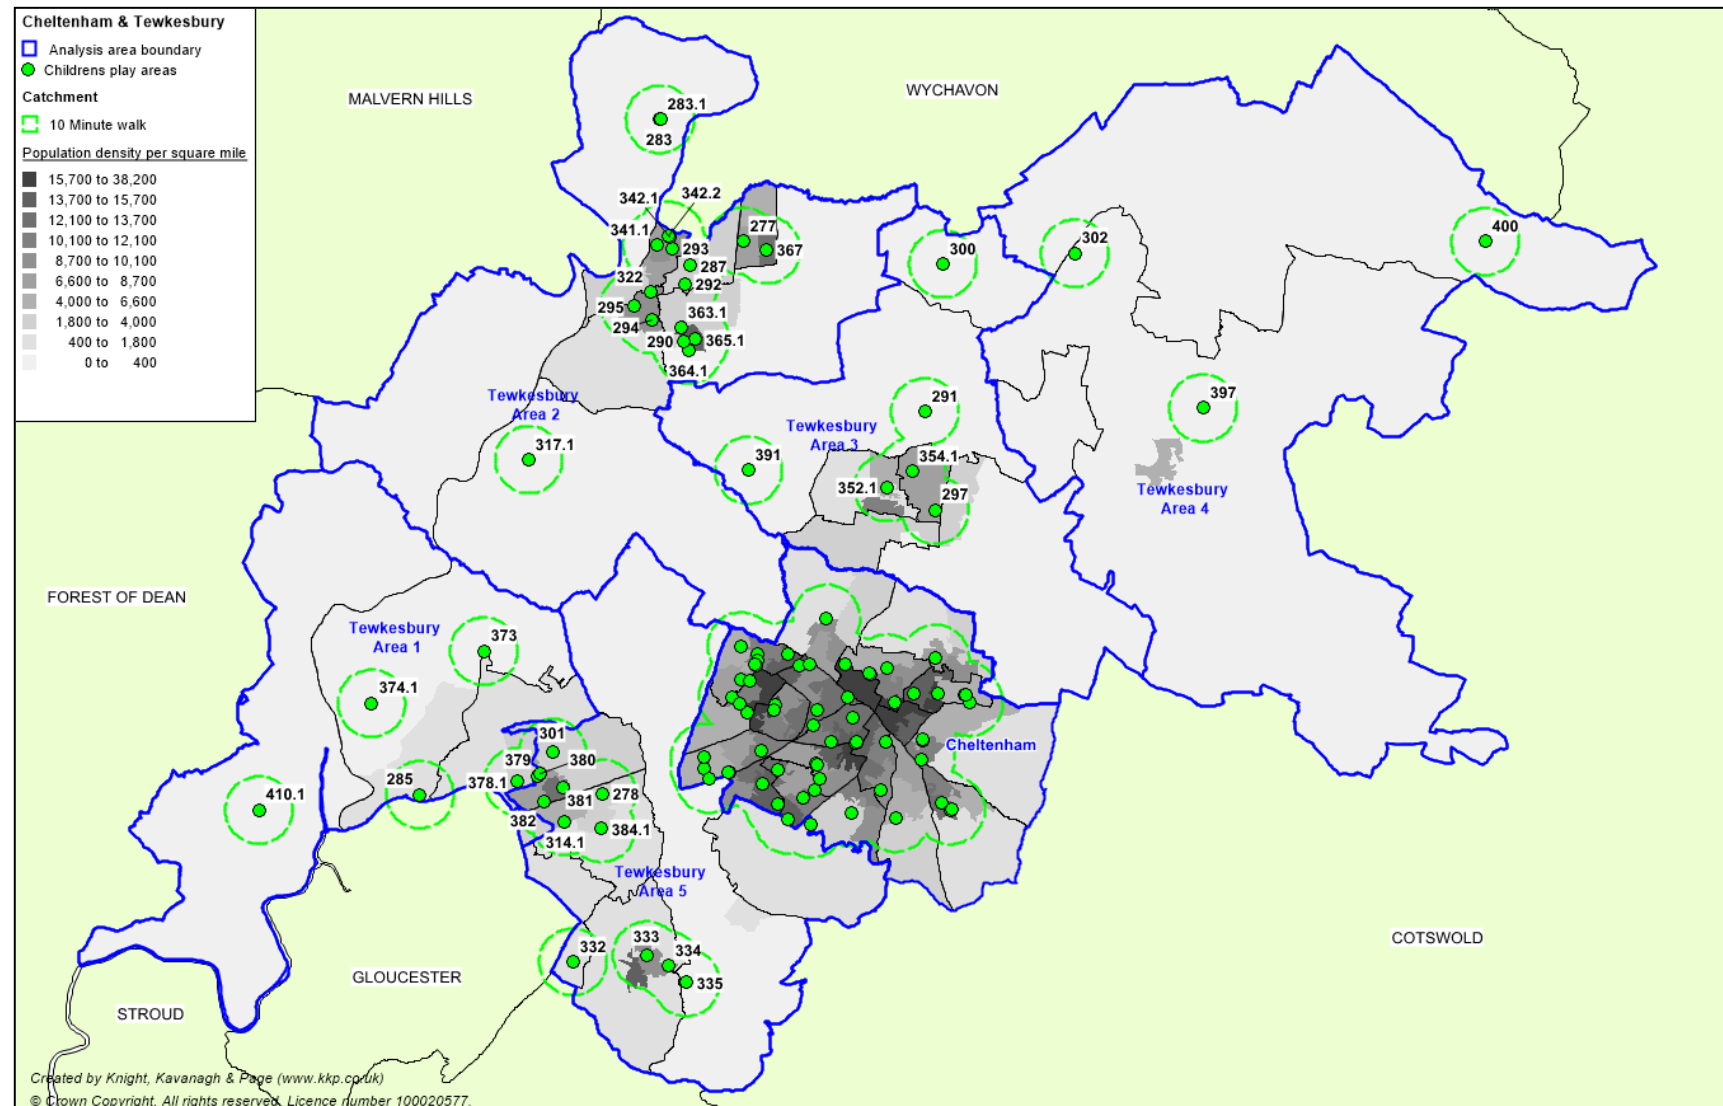 Cheltenham & Tewkesbury
Analysis area boundary
Childrens play areas
Catchment
10 Minute walk
Population density per square mile
15,700 to 38,200
13,700 to 15,700
12,100 to 13,700
10,100 to 12,100
8,700 to 10,100
6,600 to 8,700
4,000 to 6,600
1,800 to 4,000
400 to 1,800
0 to 400
MALVERN HILLS
WYCHAVON
283.1
283
342.1
342.2
341.1
293
277
367
287
322
292
295
294
363.1
290
365.1
364.1
300
302
400
Tewkesbury
Area 2
317.1
391
Tewkesbury
Area 3
291
354.1
352.1
297
397
Tewkesbury
Area 4
FOREST OF DEAN
Tewkesbury
Area 1
373
374.1
285
410.1
301
379
380
378.1
381
278
382
384.1
314.1
Cheltenham
Tewkesbury
Area 5
332
333
334
335
GLOUCESTER
STROUD
COTSWOLD
Created by Knight, Kavanagh & Page (www.kkp.co.uk)
© Crown Copyright. All rights reserved. Licence number 100020577.